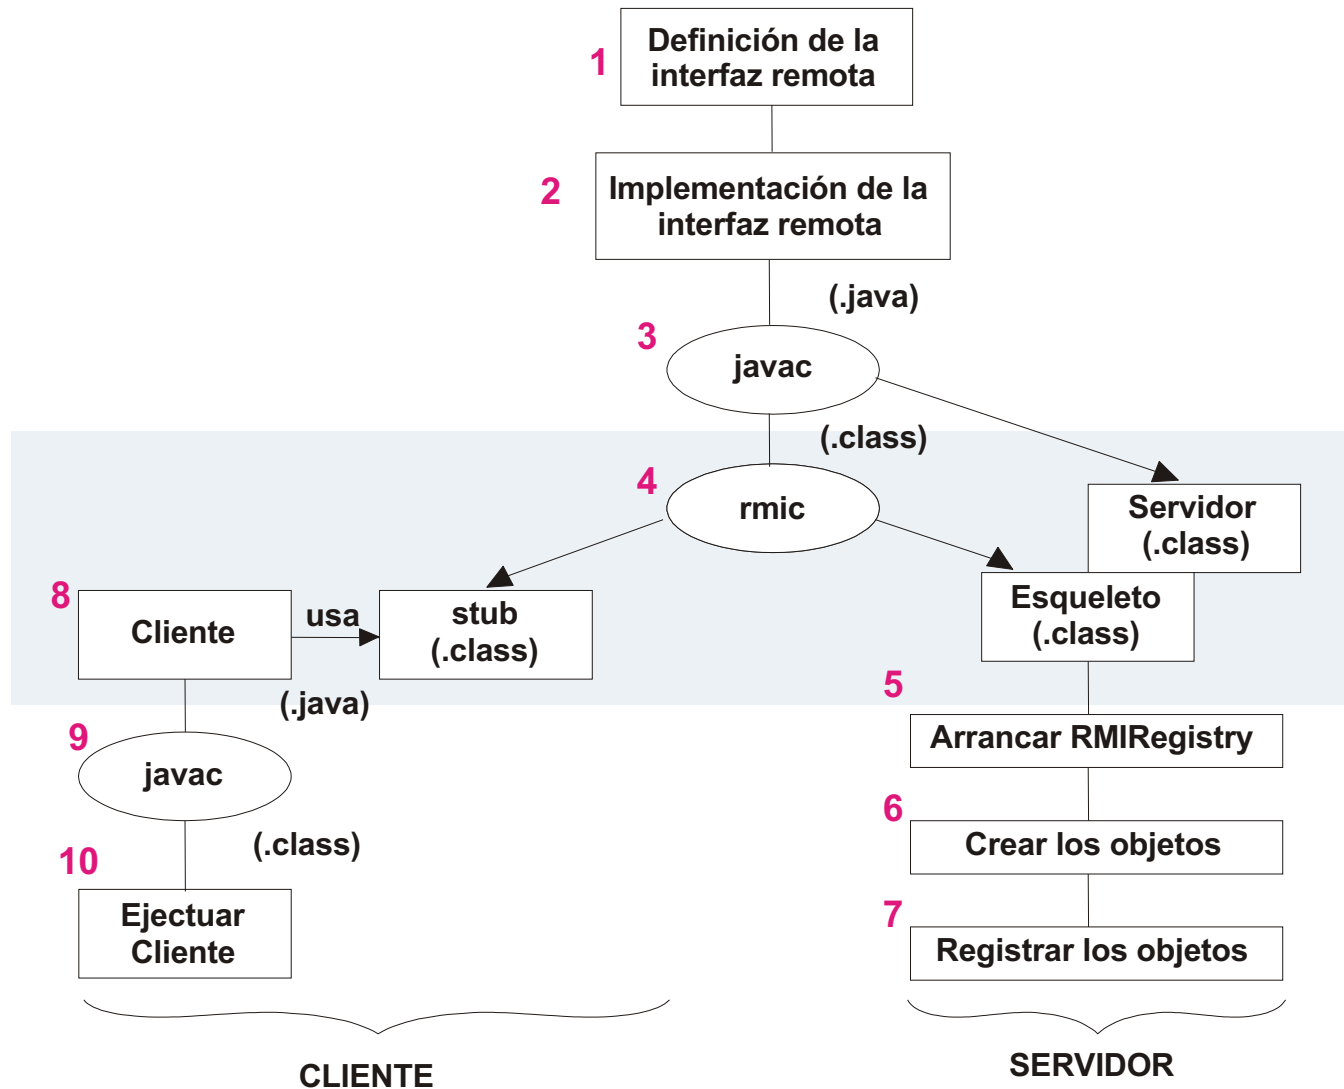 1
Definición de la
interfaz remota
2
Implementación de la
interfaz remota
(.java)
3
javac
(.class)
4
rmic
Servidor
(.class)
Esqueleto
(.class)
8
Cliente
usa
stub
(.class)
(.java)
5
Arrancar RMIRegistry
9
javac
6
Crear los objetos
(.class)
10
Ejectuar
Cliente
7
Registrar los objetos
CLIENTE
SERVIDOR